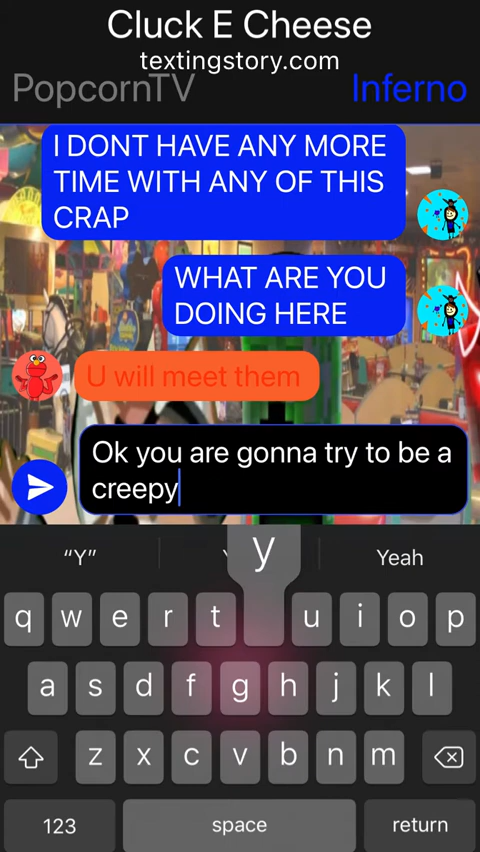 Cluck E Cheese
textingstory.com
PopcornTV Inferno
I DONT HAVE ANY MORE
TIME WITH ANY OF THIS
CRAP
WHAT ARE YOU
DOING HERE
U will meet them
Ok you are gonna try to be a
creepy
“Y” Yeah
y
q w e r t u i o p
a s d f g h j k l
z x c v b n m
123 space return